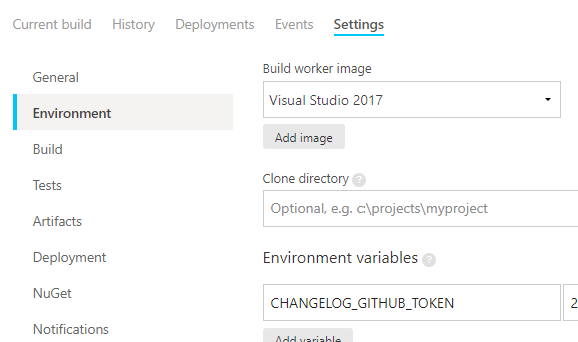 Current build History Deployments Events Settings
General
Environment
Build
Tests
Artifacts
Deployment
NuGet
Notifications
Build worker image
Visual Studio 2017
Add image
Clone directory ?
Optional, e.g. c:\projects\myproject
Environment variables ?
CHANGELOG_GITHUB_TOKEN 2
Add variable